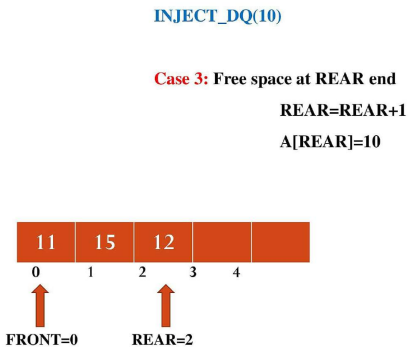 INJECT_DQ(10)
Case 3: Free space at REAR end
REAR=REAR+1
A[REAR]=10
11 15 12
0 1 2 3 4
FRONT=0 REAR=2